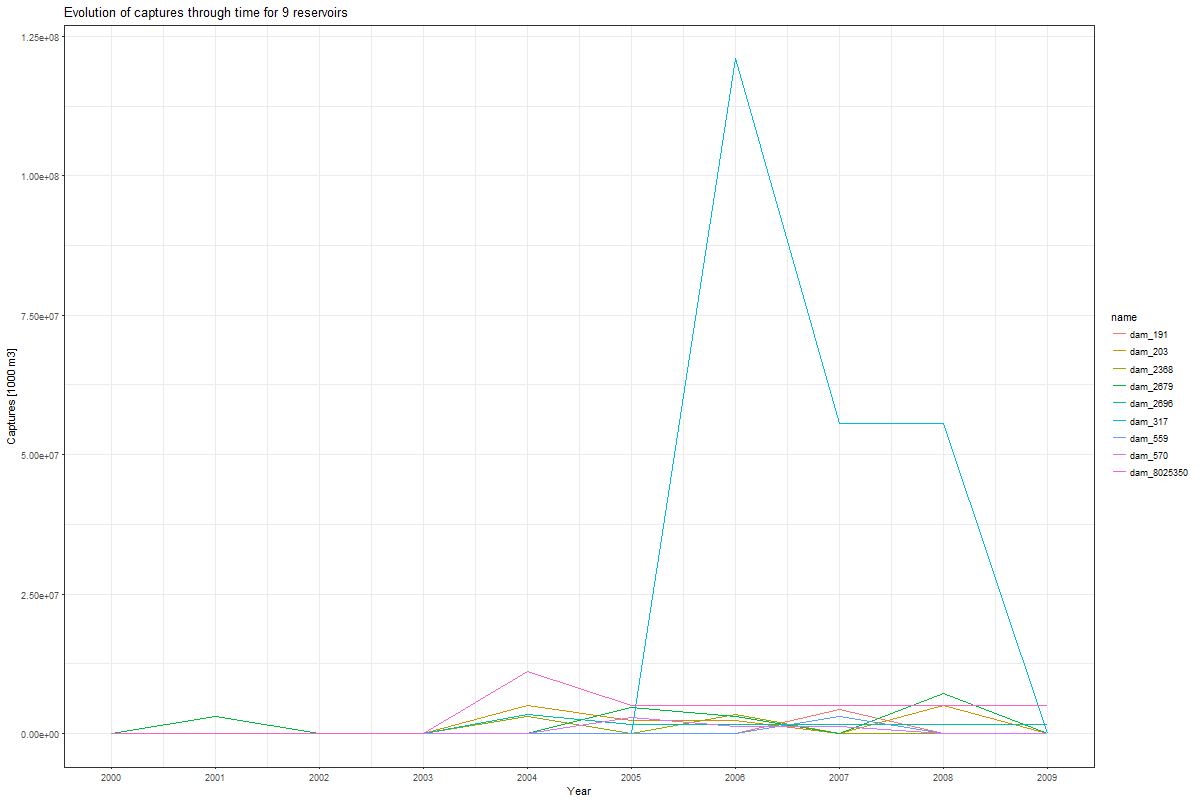 Evolution of captures through time for 9 reservoirs
1.25e+08
1.00e+08
7.50e+07
5.00e+07
2.50e+07
0.00e+00
Captures [1000 m3]
2000 2001 2002 2003 2004 2005 2006 2007 2008 2009
Year
name
dam_191
dam_203
dam_2368
dam_2679
dam_2696
dam_317
dam_559
dam_570
dam_8025350